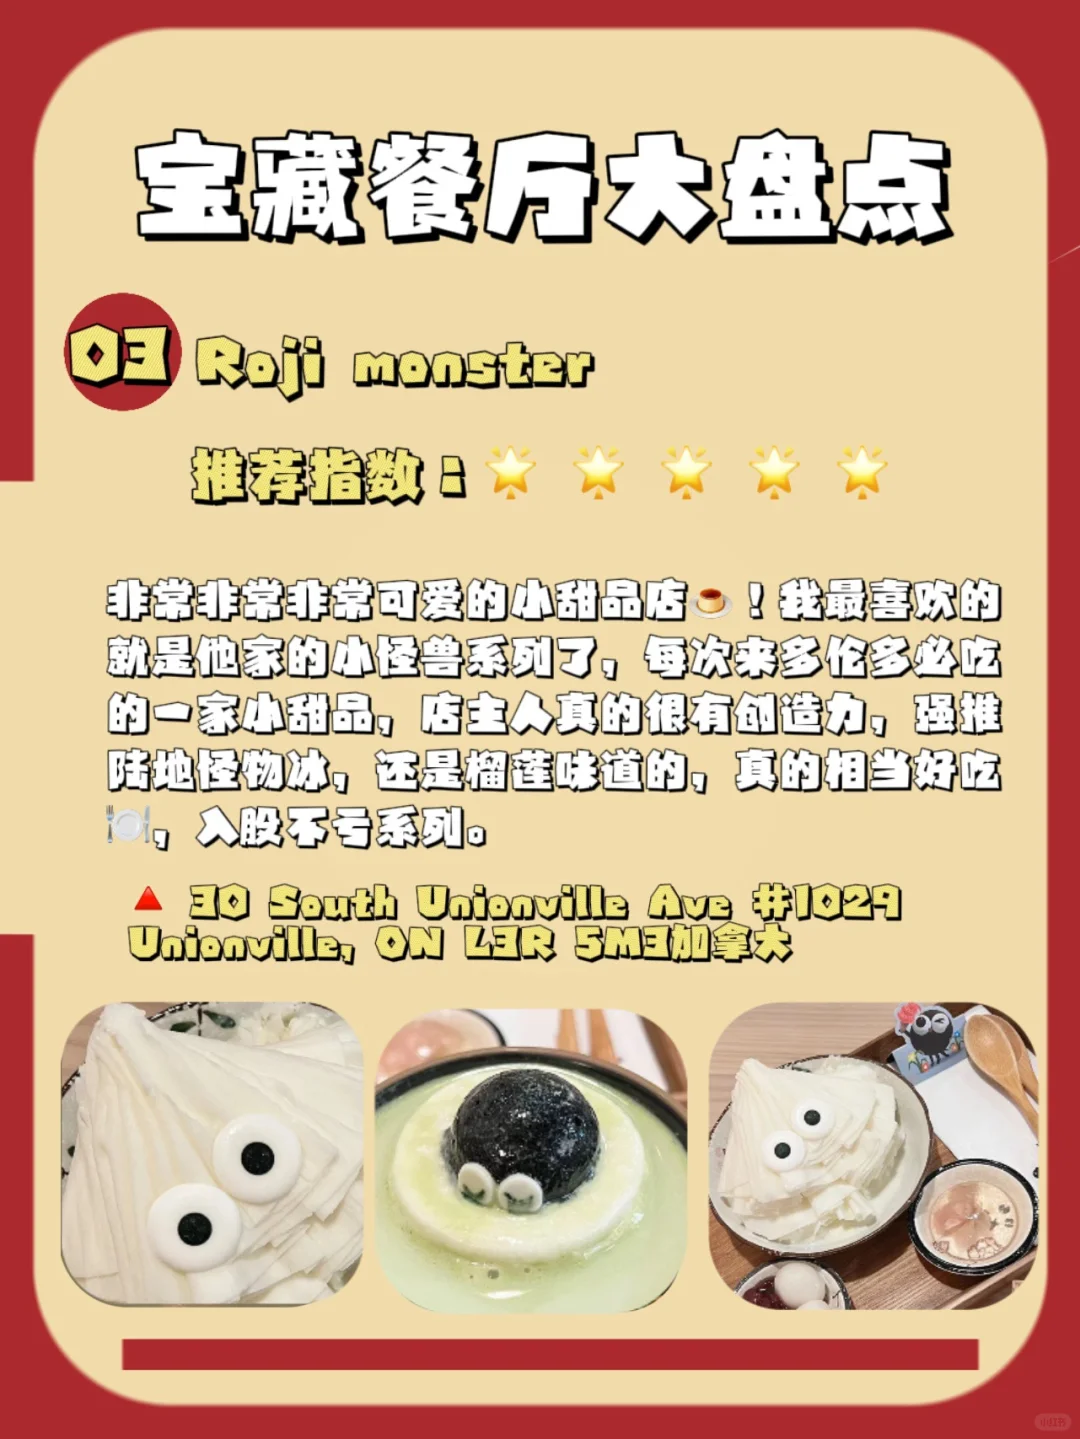 宝藏餐厅大盘点
03 Roji monster
推荐指数：🌟 🌟 🌟 🌟 🌟
非常非常非常可爱的小甜品店🍮！我最喜欢的
就是他家的小怪兽系列了，每次来多伦多必吃
的一家小甜品，店主人真的很有创造力，强推
陆地怪物冰，还是榴莲味道的，真的相当好吃
🍽️，入股不亏系列。
🔺 30 South Unionville Ave #1029
Unionville, ON L3R 5M3加拿大
小红书